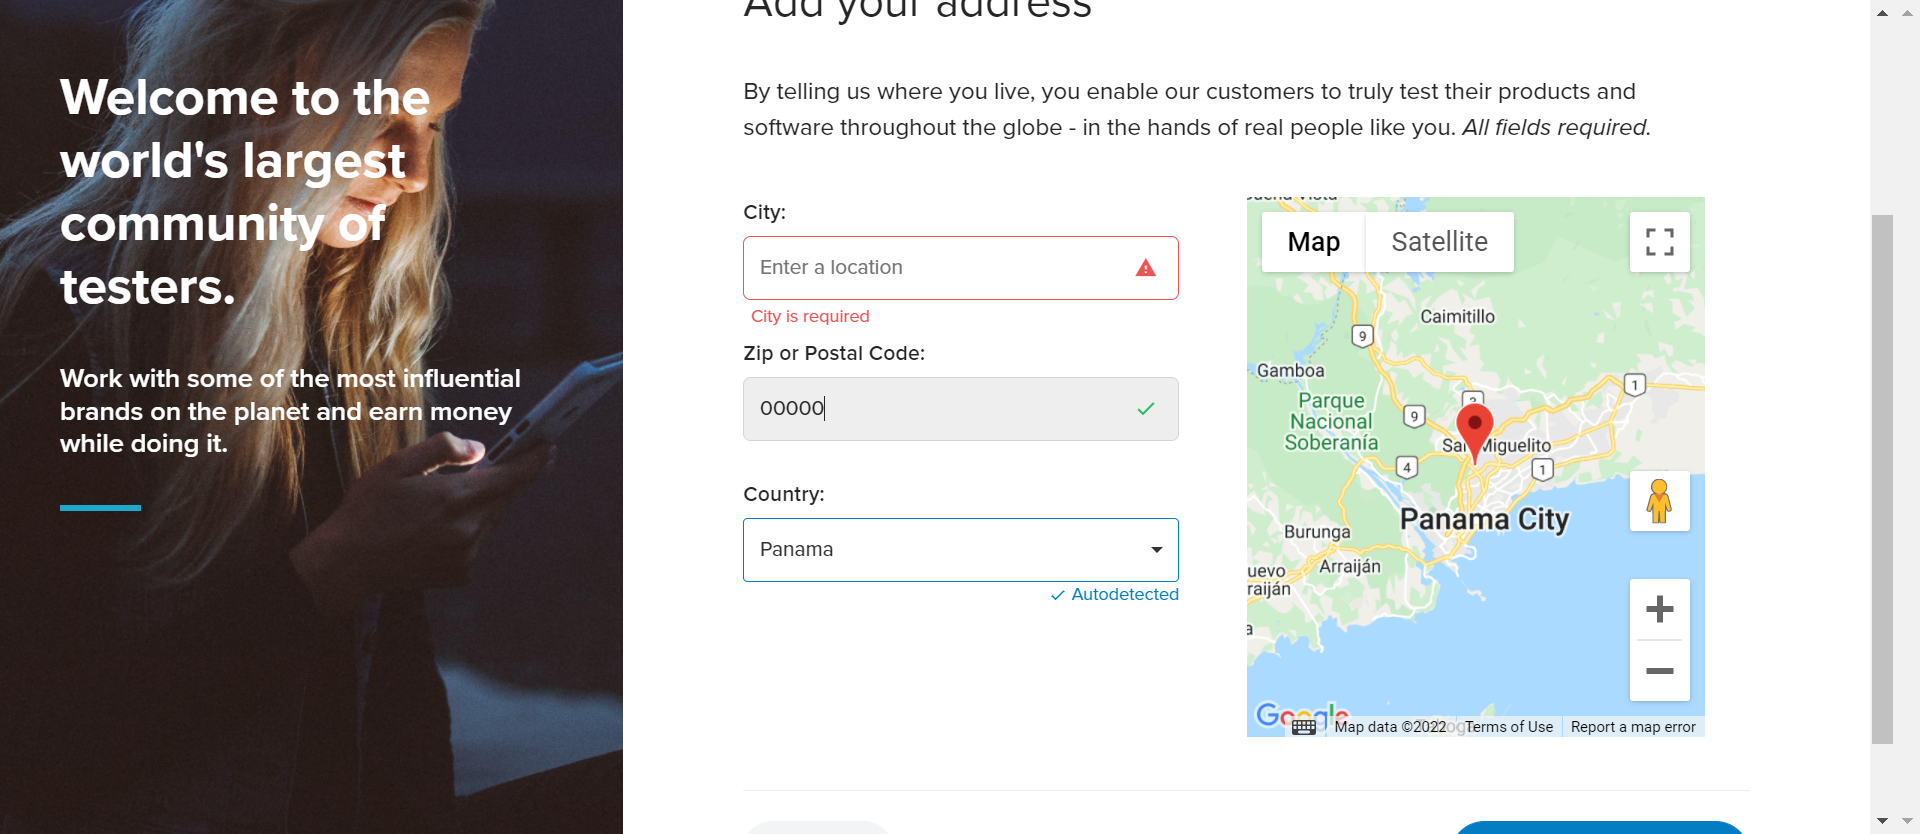 Welcome to the
world's largest
community of
testers.
Work with some of the most influential
brands on the planet and earn money
while doing it.
Add your address
By telling us where you live, you enable our customers to truly test their products and
software throughout the globe - in the hands of real people like you. All fields required.
City:
Enter a location
City is required
Zip or Postal Code:
00000
Country:
Panama
Autodetected
Map
Satellite
Caimitillo
9
Gamboa
1
Parque
Nacional
Soberanía
9
Miguelito
4
1
Panama City
Burunga
Arraiján
uevo
raiján
a
Google
Map data ©2022
Terms of Use
Report a map error